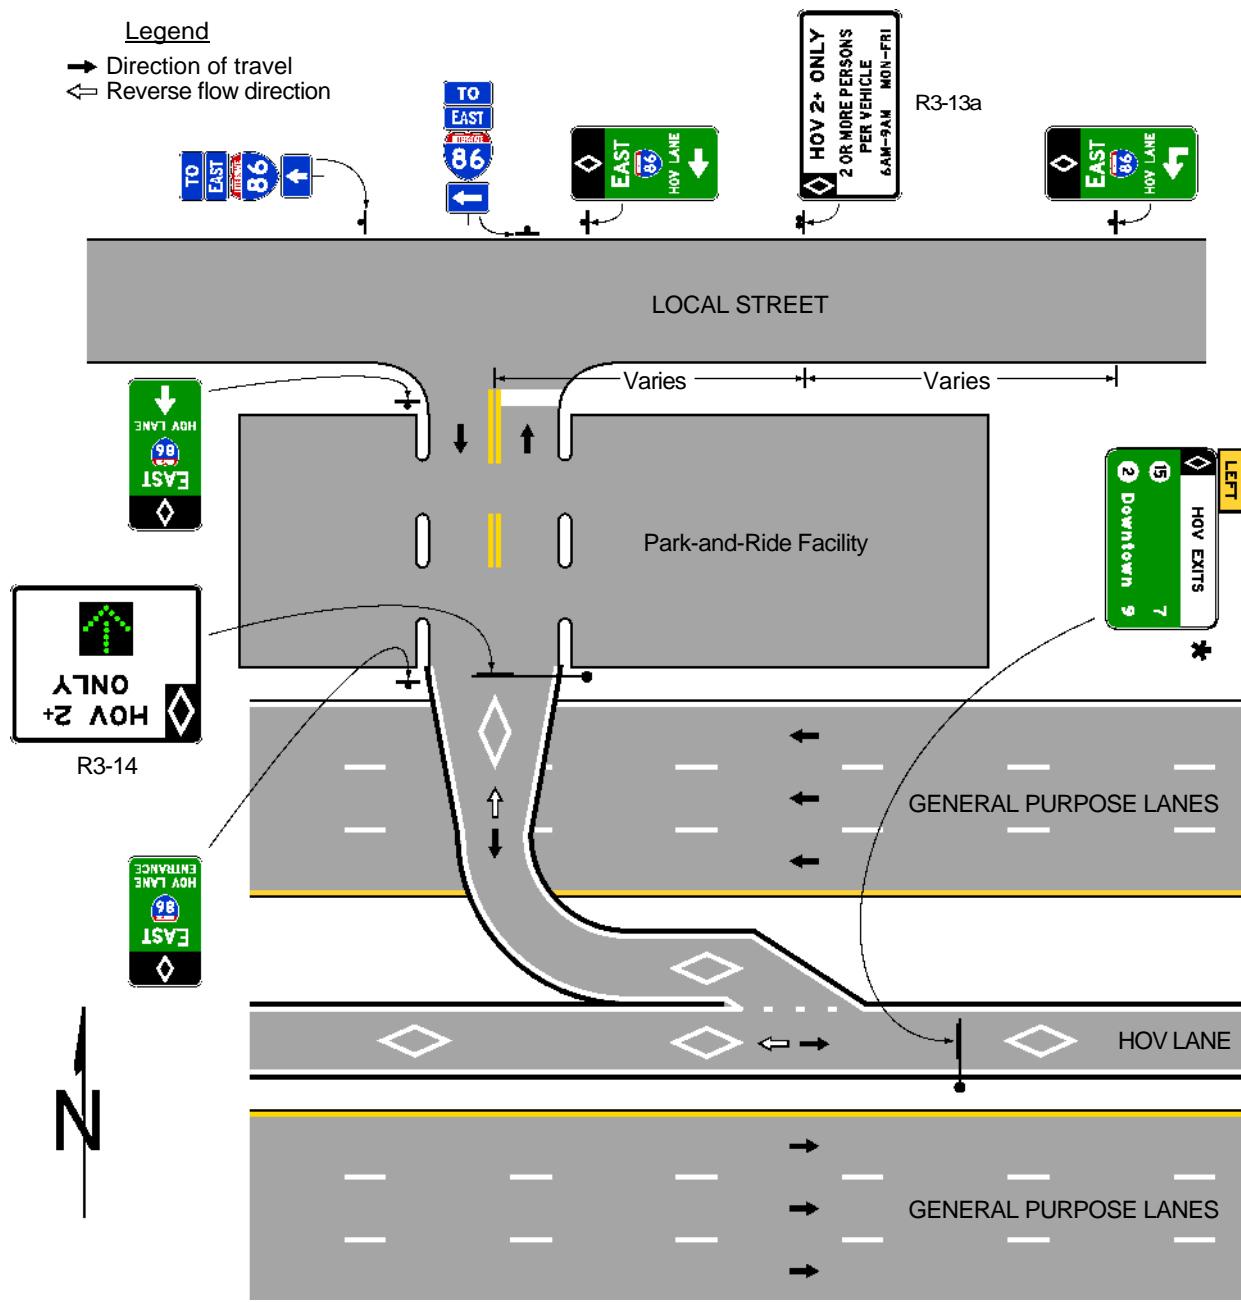 Legend
Direction of travel
Reverse flow direction
TO
EAST
INTERSTATE
86
TO
EAST
INTERSTATE
86
EAST
86
HOV LANE
HOV 2+ ONLY
2 OR MORE PERSONS
PER VEHICLE
6AM-9AM MON-FRI
R3-13a
EAST
86
HOV LANE
LOCAL STREET
Varies
Varies
HOV LANE
86
EAST
LEFT
HOV EXITS
15 7
2 Downtown 9
*
Park-and-Ride Facility
HOV 2+
ONLY
R3-14
GENERAL PURPOSE LANES
EAST
86
HOV LANE
ENTRANCE
HOV LANE
N
GENERAL PURPOSE LANES